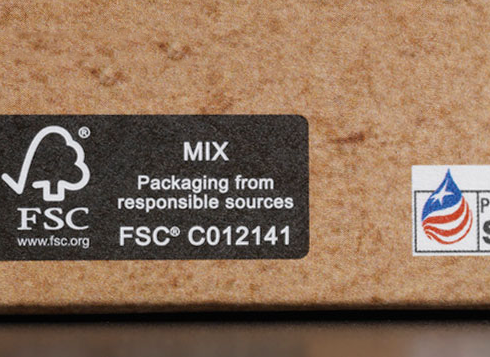 MIX
Packaging from
responsible sources
FSC® C012141
®
FSC
www.fsc.org
P
S